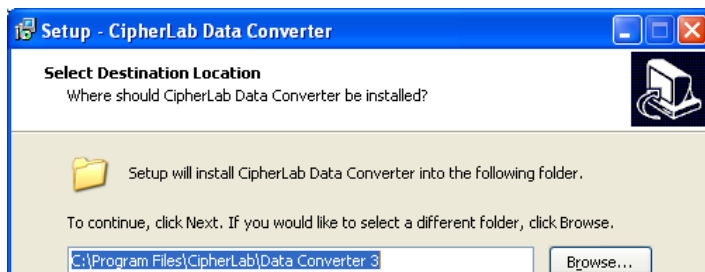 Setup - CipherLab Data Converter
Select Destination Location
Where should CipherLab Data Converter be installed?
Setup will install CipherLab Data Converter into the following folder.
To continue, click Next. If you would like to select a different folder, click Browse.
C:\Program Files\CipherLab\Data Converter 3
Browse...